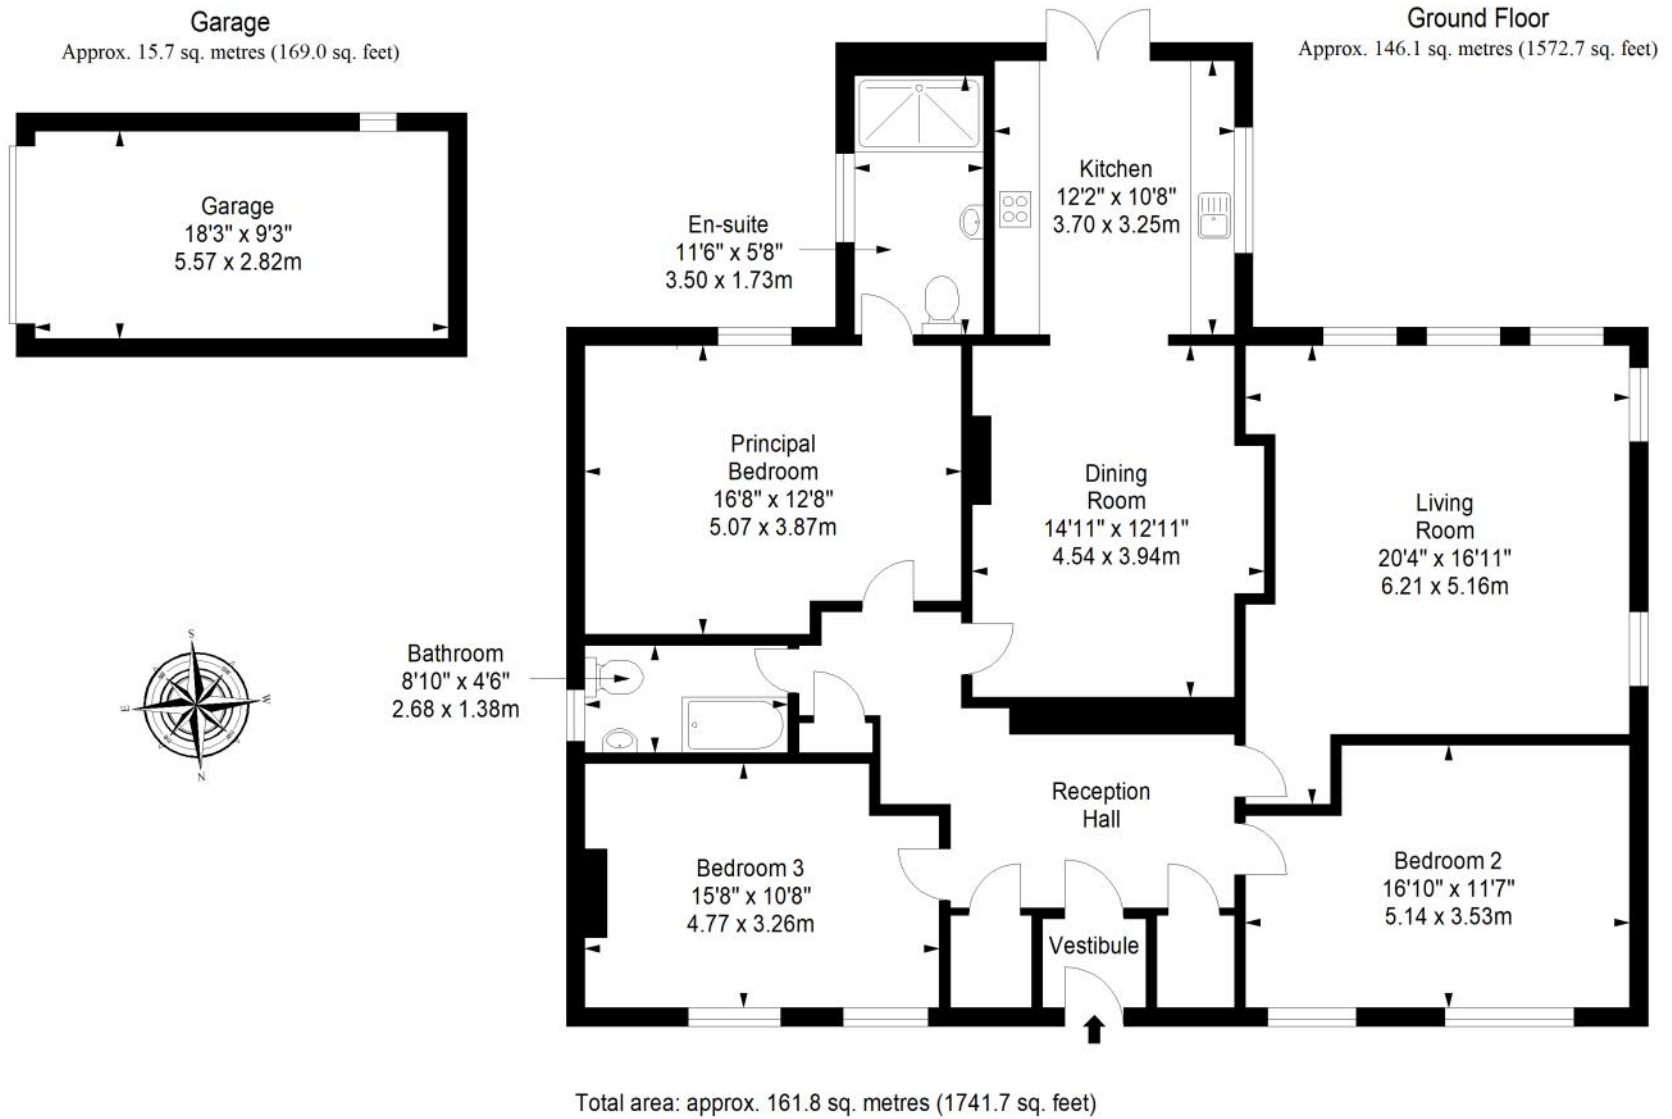 Garage
Approx. 15.7 sq. metres (169.0 sq. feet)
Ground Floor
Approx. 146.1 sq. metres (1572.7 sq. feet)
Garage
18'3" x 9'3"
5.57 x 2.82m
En-suite
11'6" x 5'8"
3.50 x 1.73m
Kitchen
12'2" x 10'8"
3.70 x 3.25m
Principal
Bedroom
16'8" x 12'8"
5.07 x 3.87m
Dining
Room
14'11" x 12'11"
4.54 x 3.94m
Living
Room
20'4" x 16'11"
6.21 x 5.16m
Bathroom
8'10" x 4'6"
2.68 x 1.38m
S
E
W
N
Reception
Hall
Bedroom 3
15'8" x 10'8"
4.77 x 3.26m
Bedroom 2
16'10" x 11'7"
5.14 x 3.53m
Vestibule
Total area: approx. 161.8 sq. metres (1741.7 sq. feet)